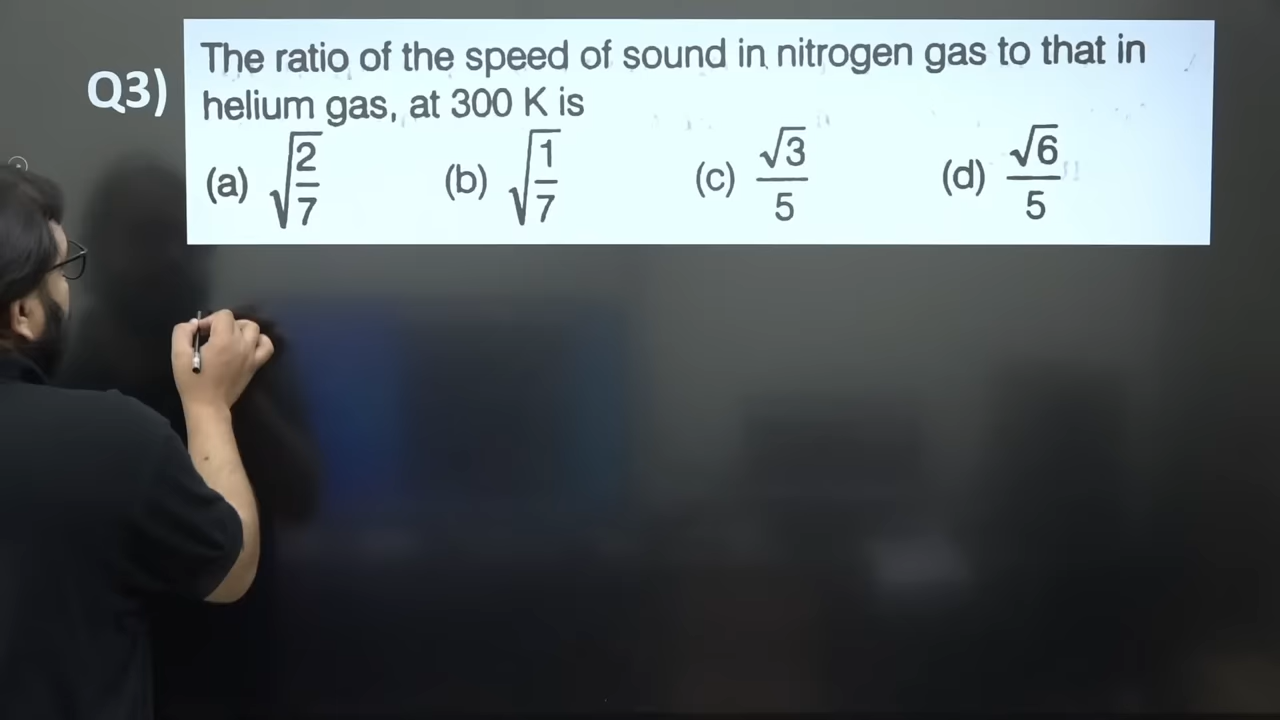 Q3)
The ratio of the speed of sound in nitrogen gas to that in
helium gas, at 300 K is
(a) √(2/7) (b) √(1/7) (c) √3/5 (d) √6/5